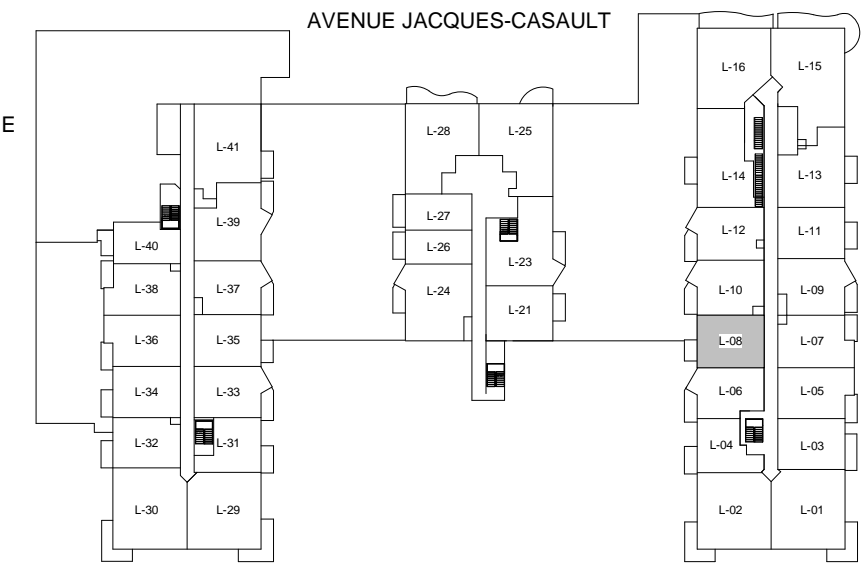 AVENUE JACQUES-CASAULT
E
L-16
L-15
L-28
L-25
L-41
L-14
L-13
L-27
L-39
L-12
L-11
L-40
L-26
L-23
L-38
L-37
L-24
L-10
L-09
L-21
L-36
L-35
L-08
L-07
L-34
L-33
L-06
L-05
L-32
L-31
L-04
L-03
L-30
L-29
L-02
L-01